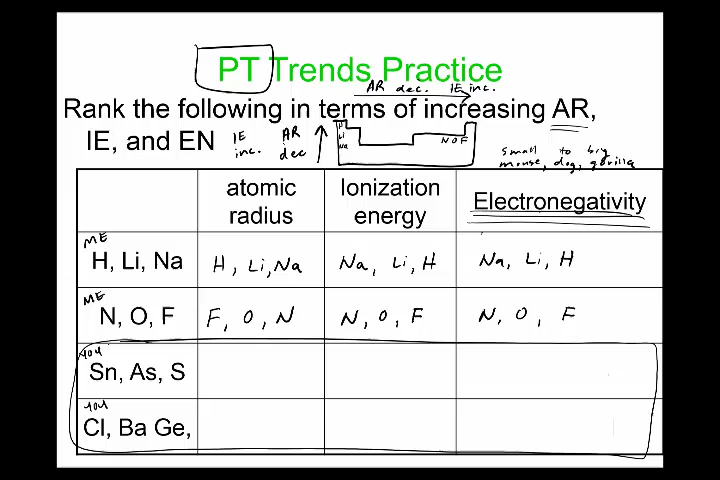 PT Trends Practice
AR dec. IE inc.
Rank the following in terms of increasing AR,
IE, and EN
IE inc.
AR dec
H
Li
Na
N O F
small to big
mouse, dog, gorilla
atomic radius
Ionization energy
Electronegativity
ME
H, Li, Na
H, Li, Na
Na, Li, H
Na, Li, H
ME
N, O, F
F, O, N
N, O, F
N, O, F
YOU
Sn, As, S
YOU
Cl, Ba Ge,